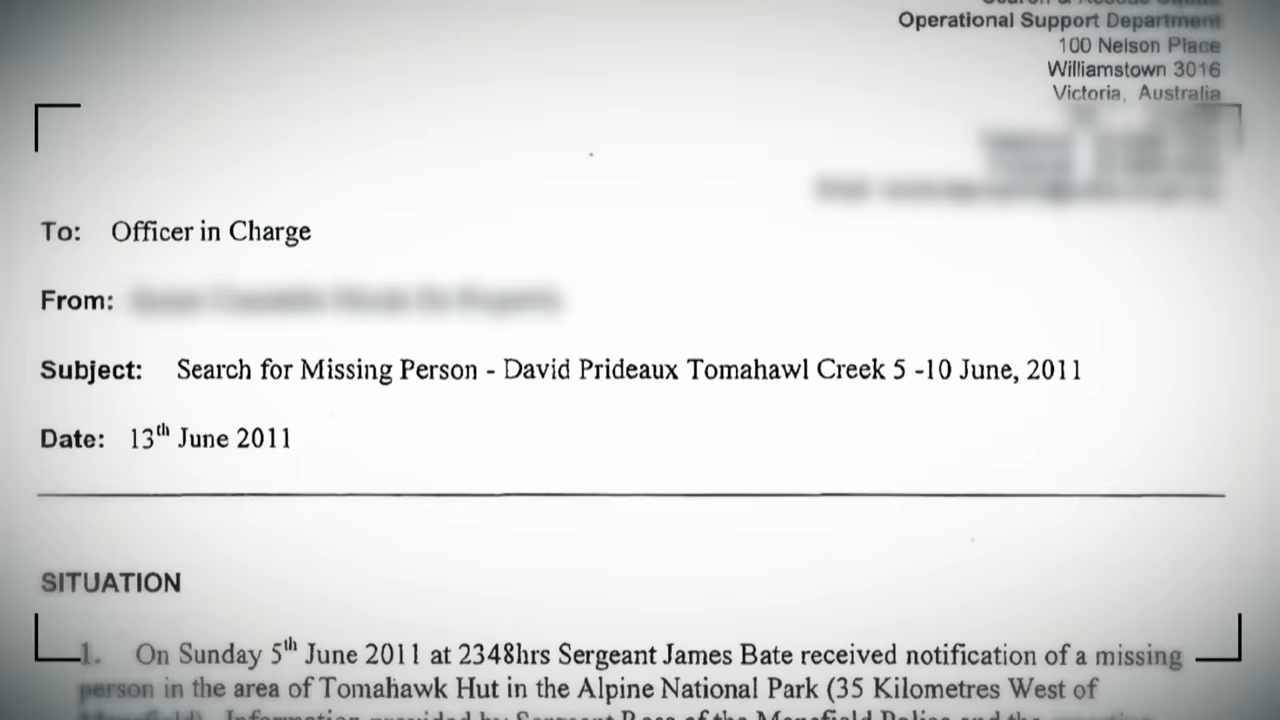 Operational Support Department
100 Nelson Place
Williamstown 3016
Victoria, Australia
To: Officer in Charge
From:
Subject: Search for Missing Person - David Prideaux Tomahawl Creek 5 -10 June, 2011
Date: 13th June 2011
SITUATION
1. On Sunday 5th June 2011 at 2348hrs Sergeant James Bate received notification of a missing
person in the area of Tomahawk Hut in the Alpine National Park (35 Kilometres West of